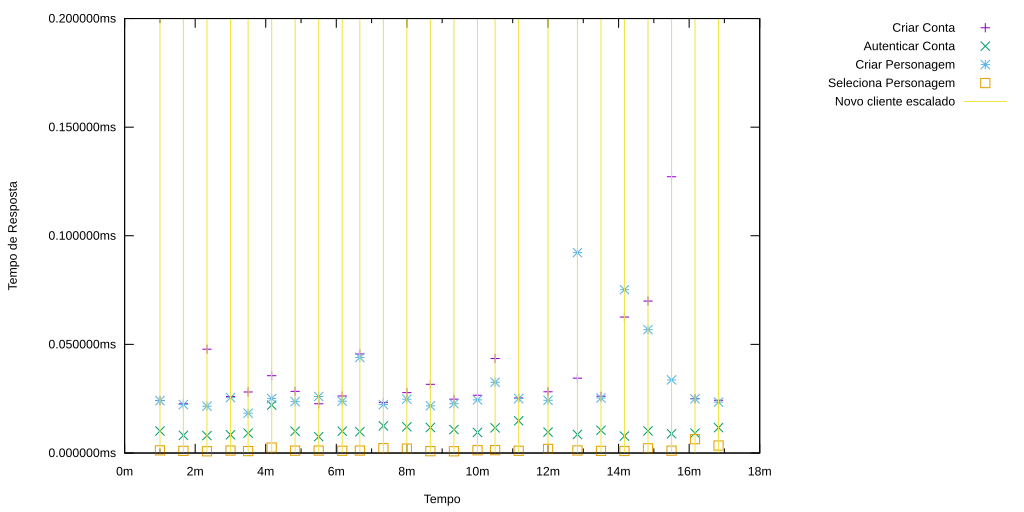 0.200000ms
0.150000ms
0.100000ms
0.050000ms
0.000000ms
0m 2m 4m 6m 8m 10m 12m 14m 16m 18m
Tempo de Resposta
Tempo
Criar Conta
Autenticar Conta
Criar Personagem
Seleciona Personagem
Novo cliente escalado